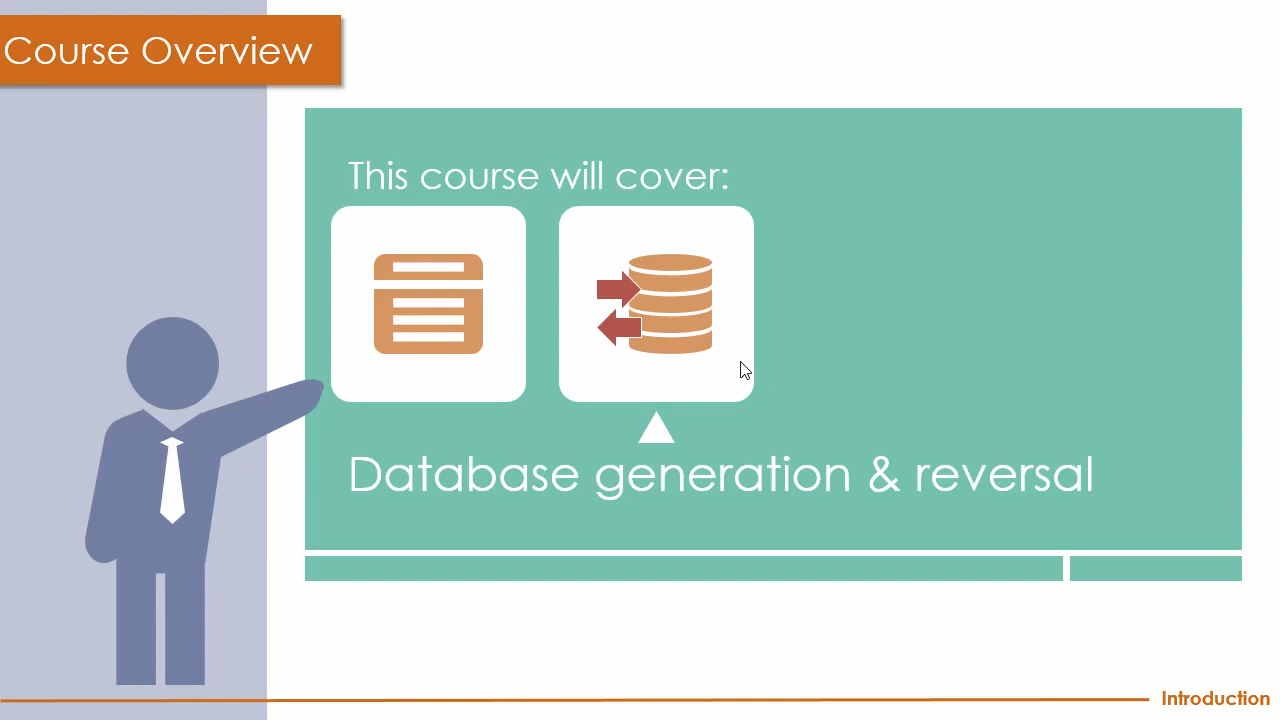 Course Overview
This course will cover:
Database generation & reversal
Introduction